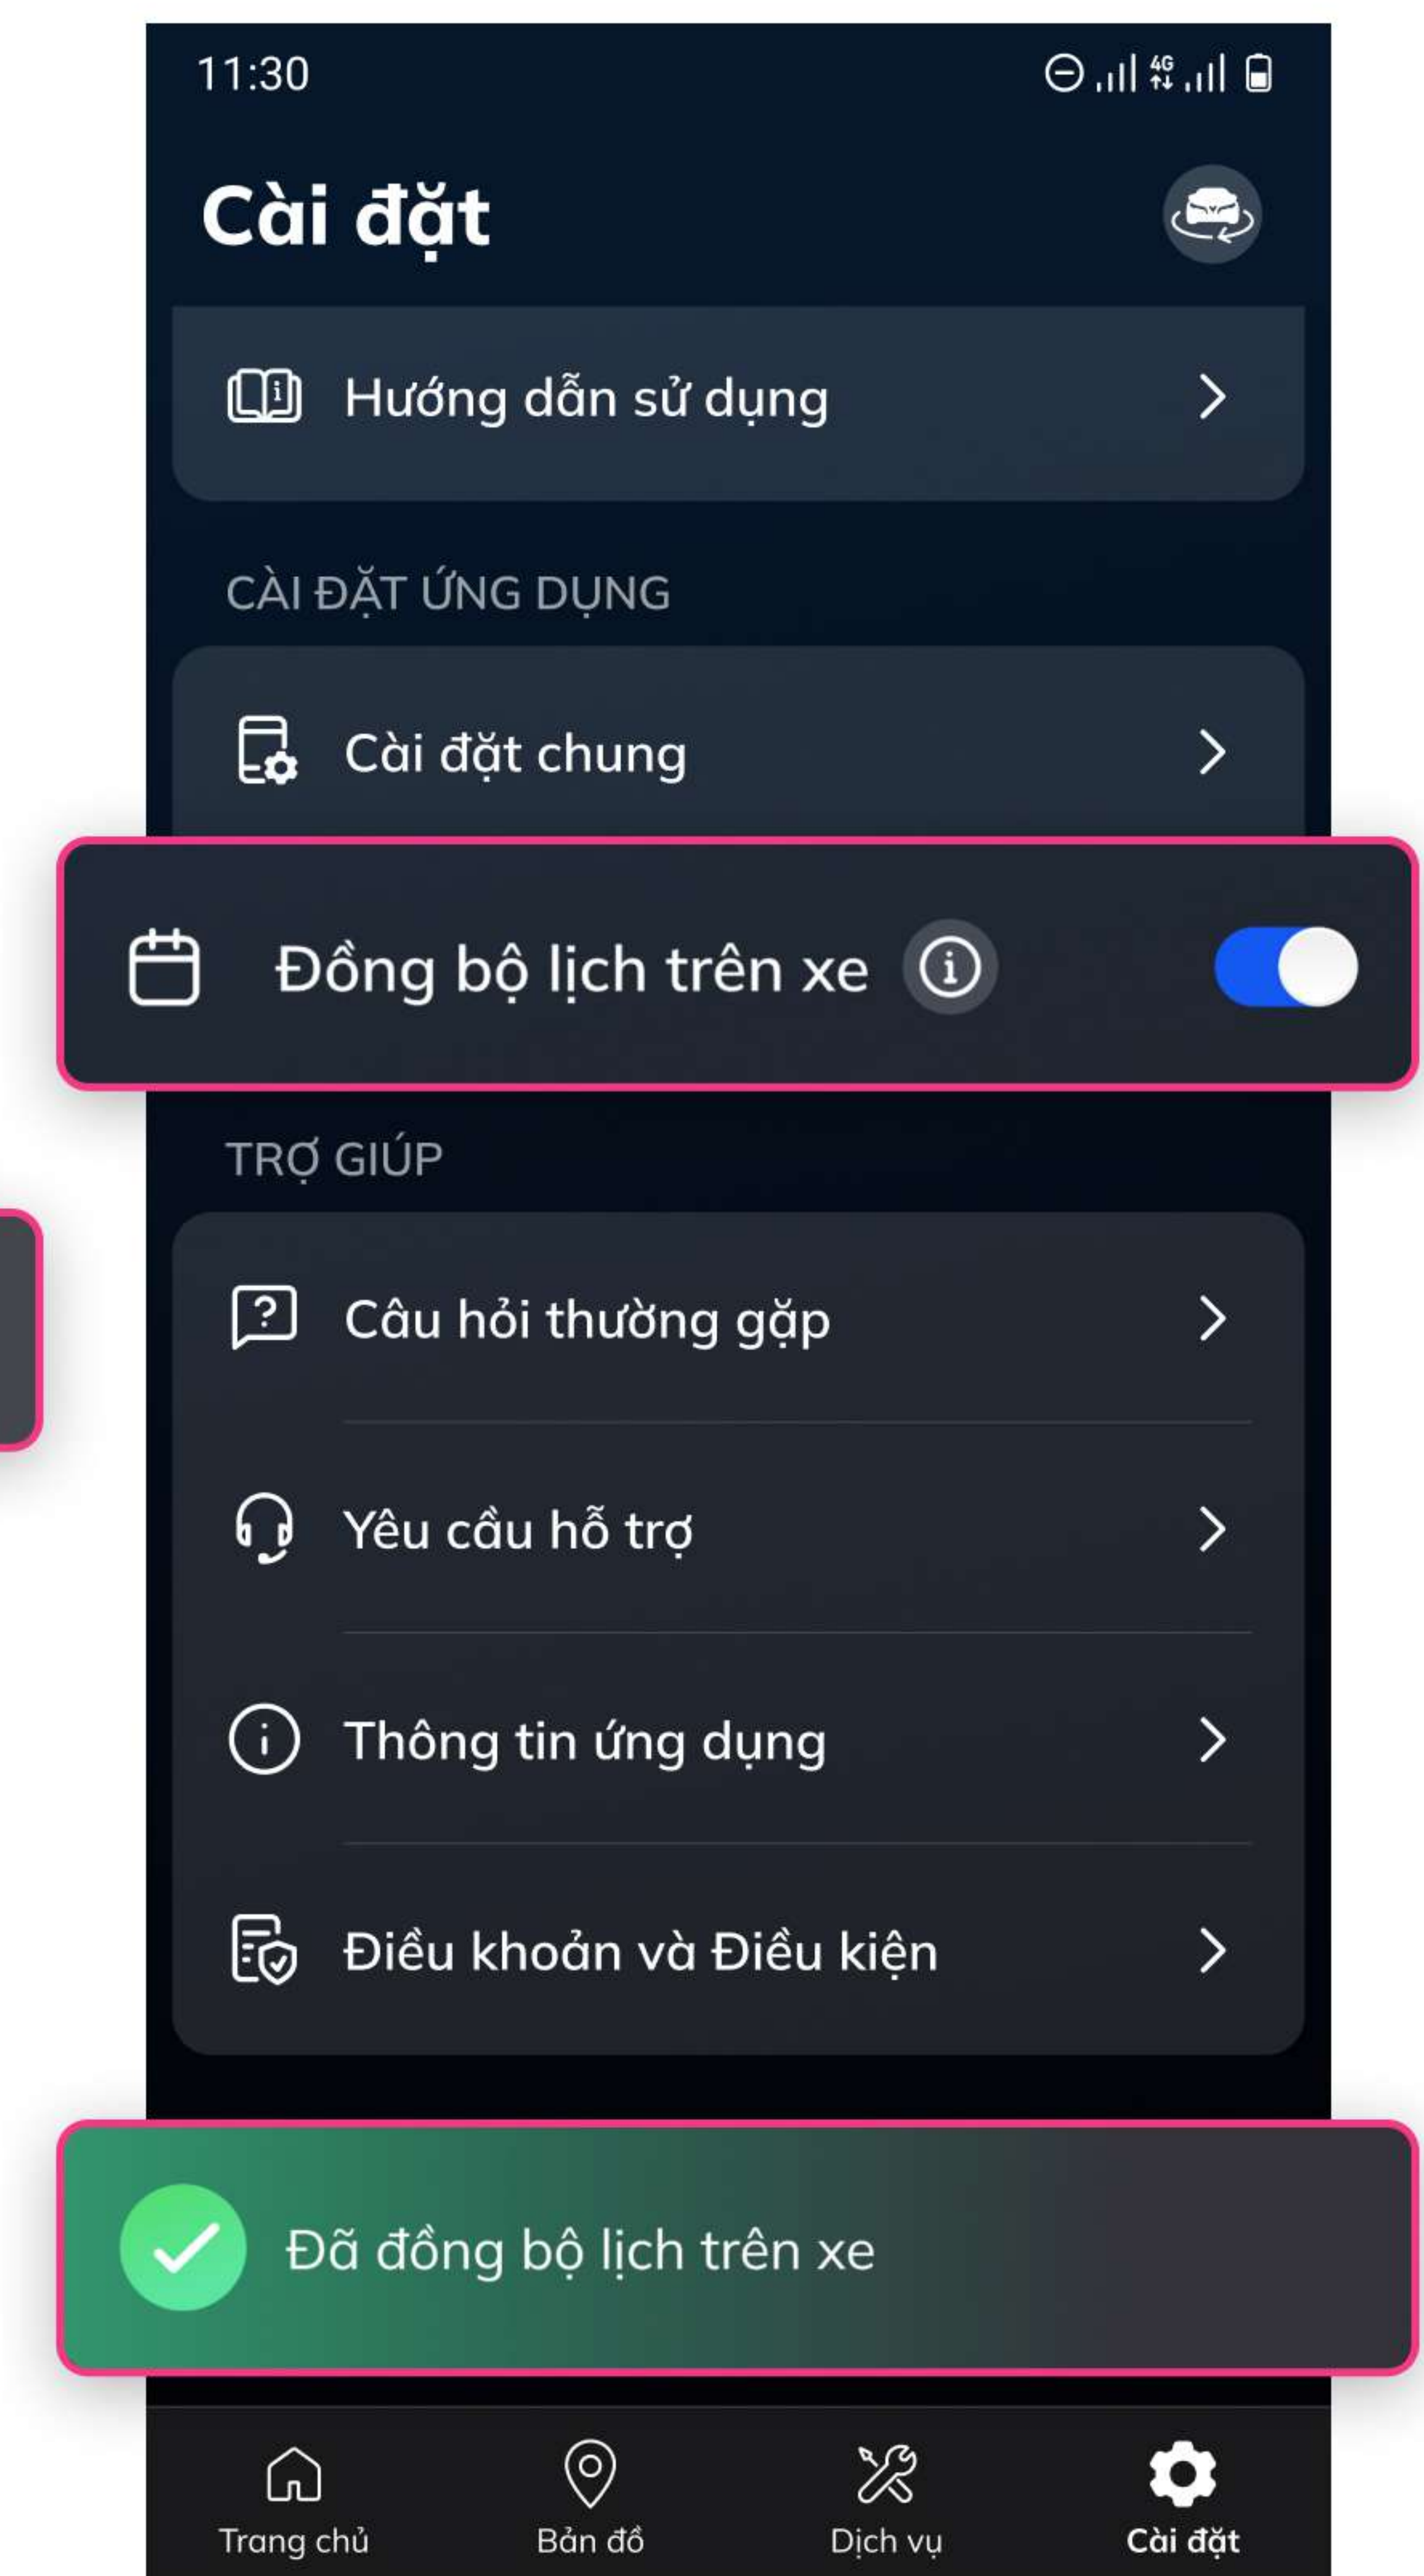 11:30
4G
Cài đặt
Hướng dẫn sử dụng
CÀI ĐẶT ỨNG DỤNG
Cài đặt chung
Đồng bộ lịch trên xe
TRỢ GIÚP
Câu hỏi thường gặp
Yêu cầu hỗ trợ
Thông tin ứng dụng
Điều khoản và Điều kiện
Đã đồng bộ lịch trên xe
Trang chủ
Bản đồ
Dịch vụ
Cài đặt